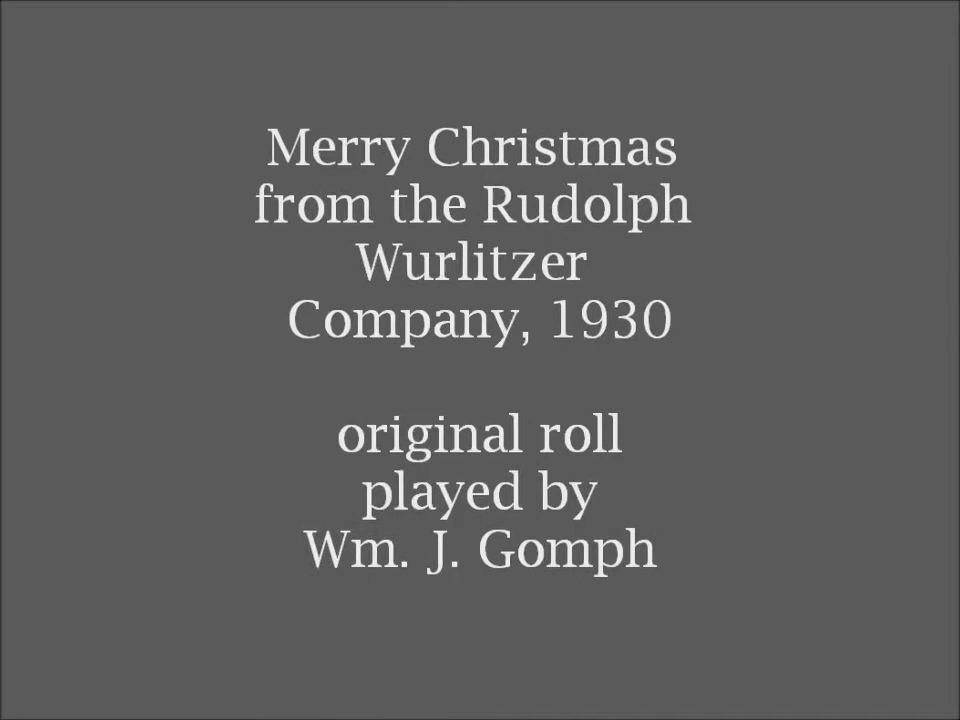 Merry Christmas
from the Rudolph
Wurlitzer
Company, 1930
original roll
played by
Wm. J. Gomph